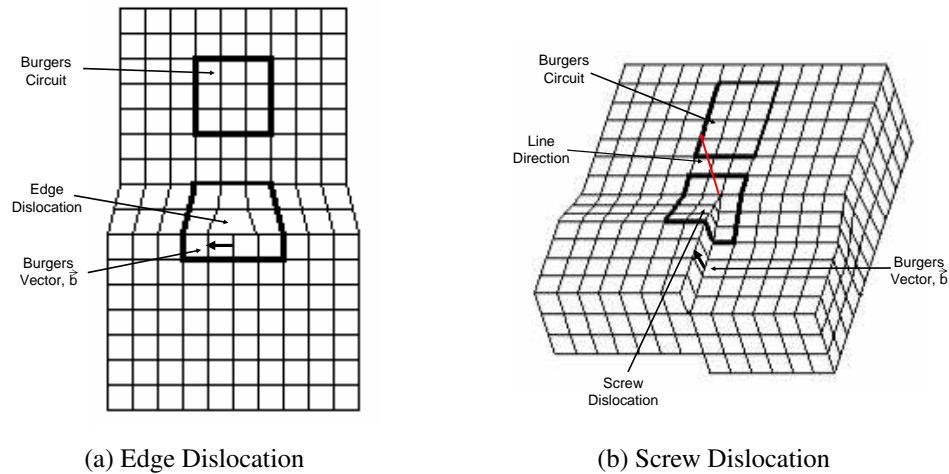 Burgers
Circuit
Edge
Dislocation
Burgers
Vector, b⃗
(a) Edge Dislocation
Burgers
Circuit
Line
Direction
Burgers
Vector, b⃗
Screw
Dislocation
(b) Screw Dislocation